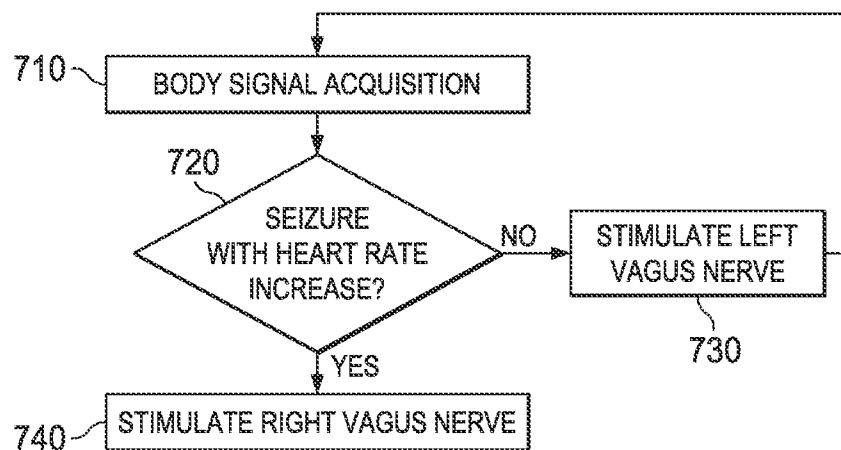 710
BODY SIGNAL ACQUISITION
720
SEIZURE
WITH HEART RATE
INCREASE?
NO
STIMULATE LEFT
VAGUS NERVE
730
YES
740
STIMULATE RIGHT VAGUS NERVE